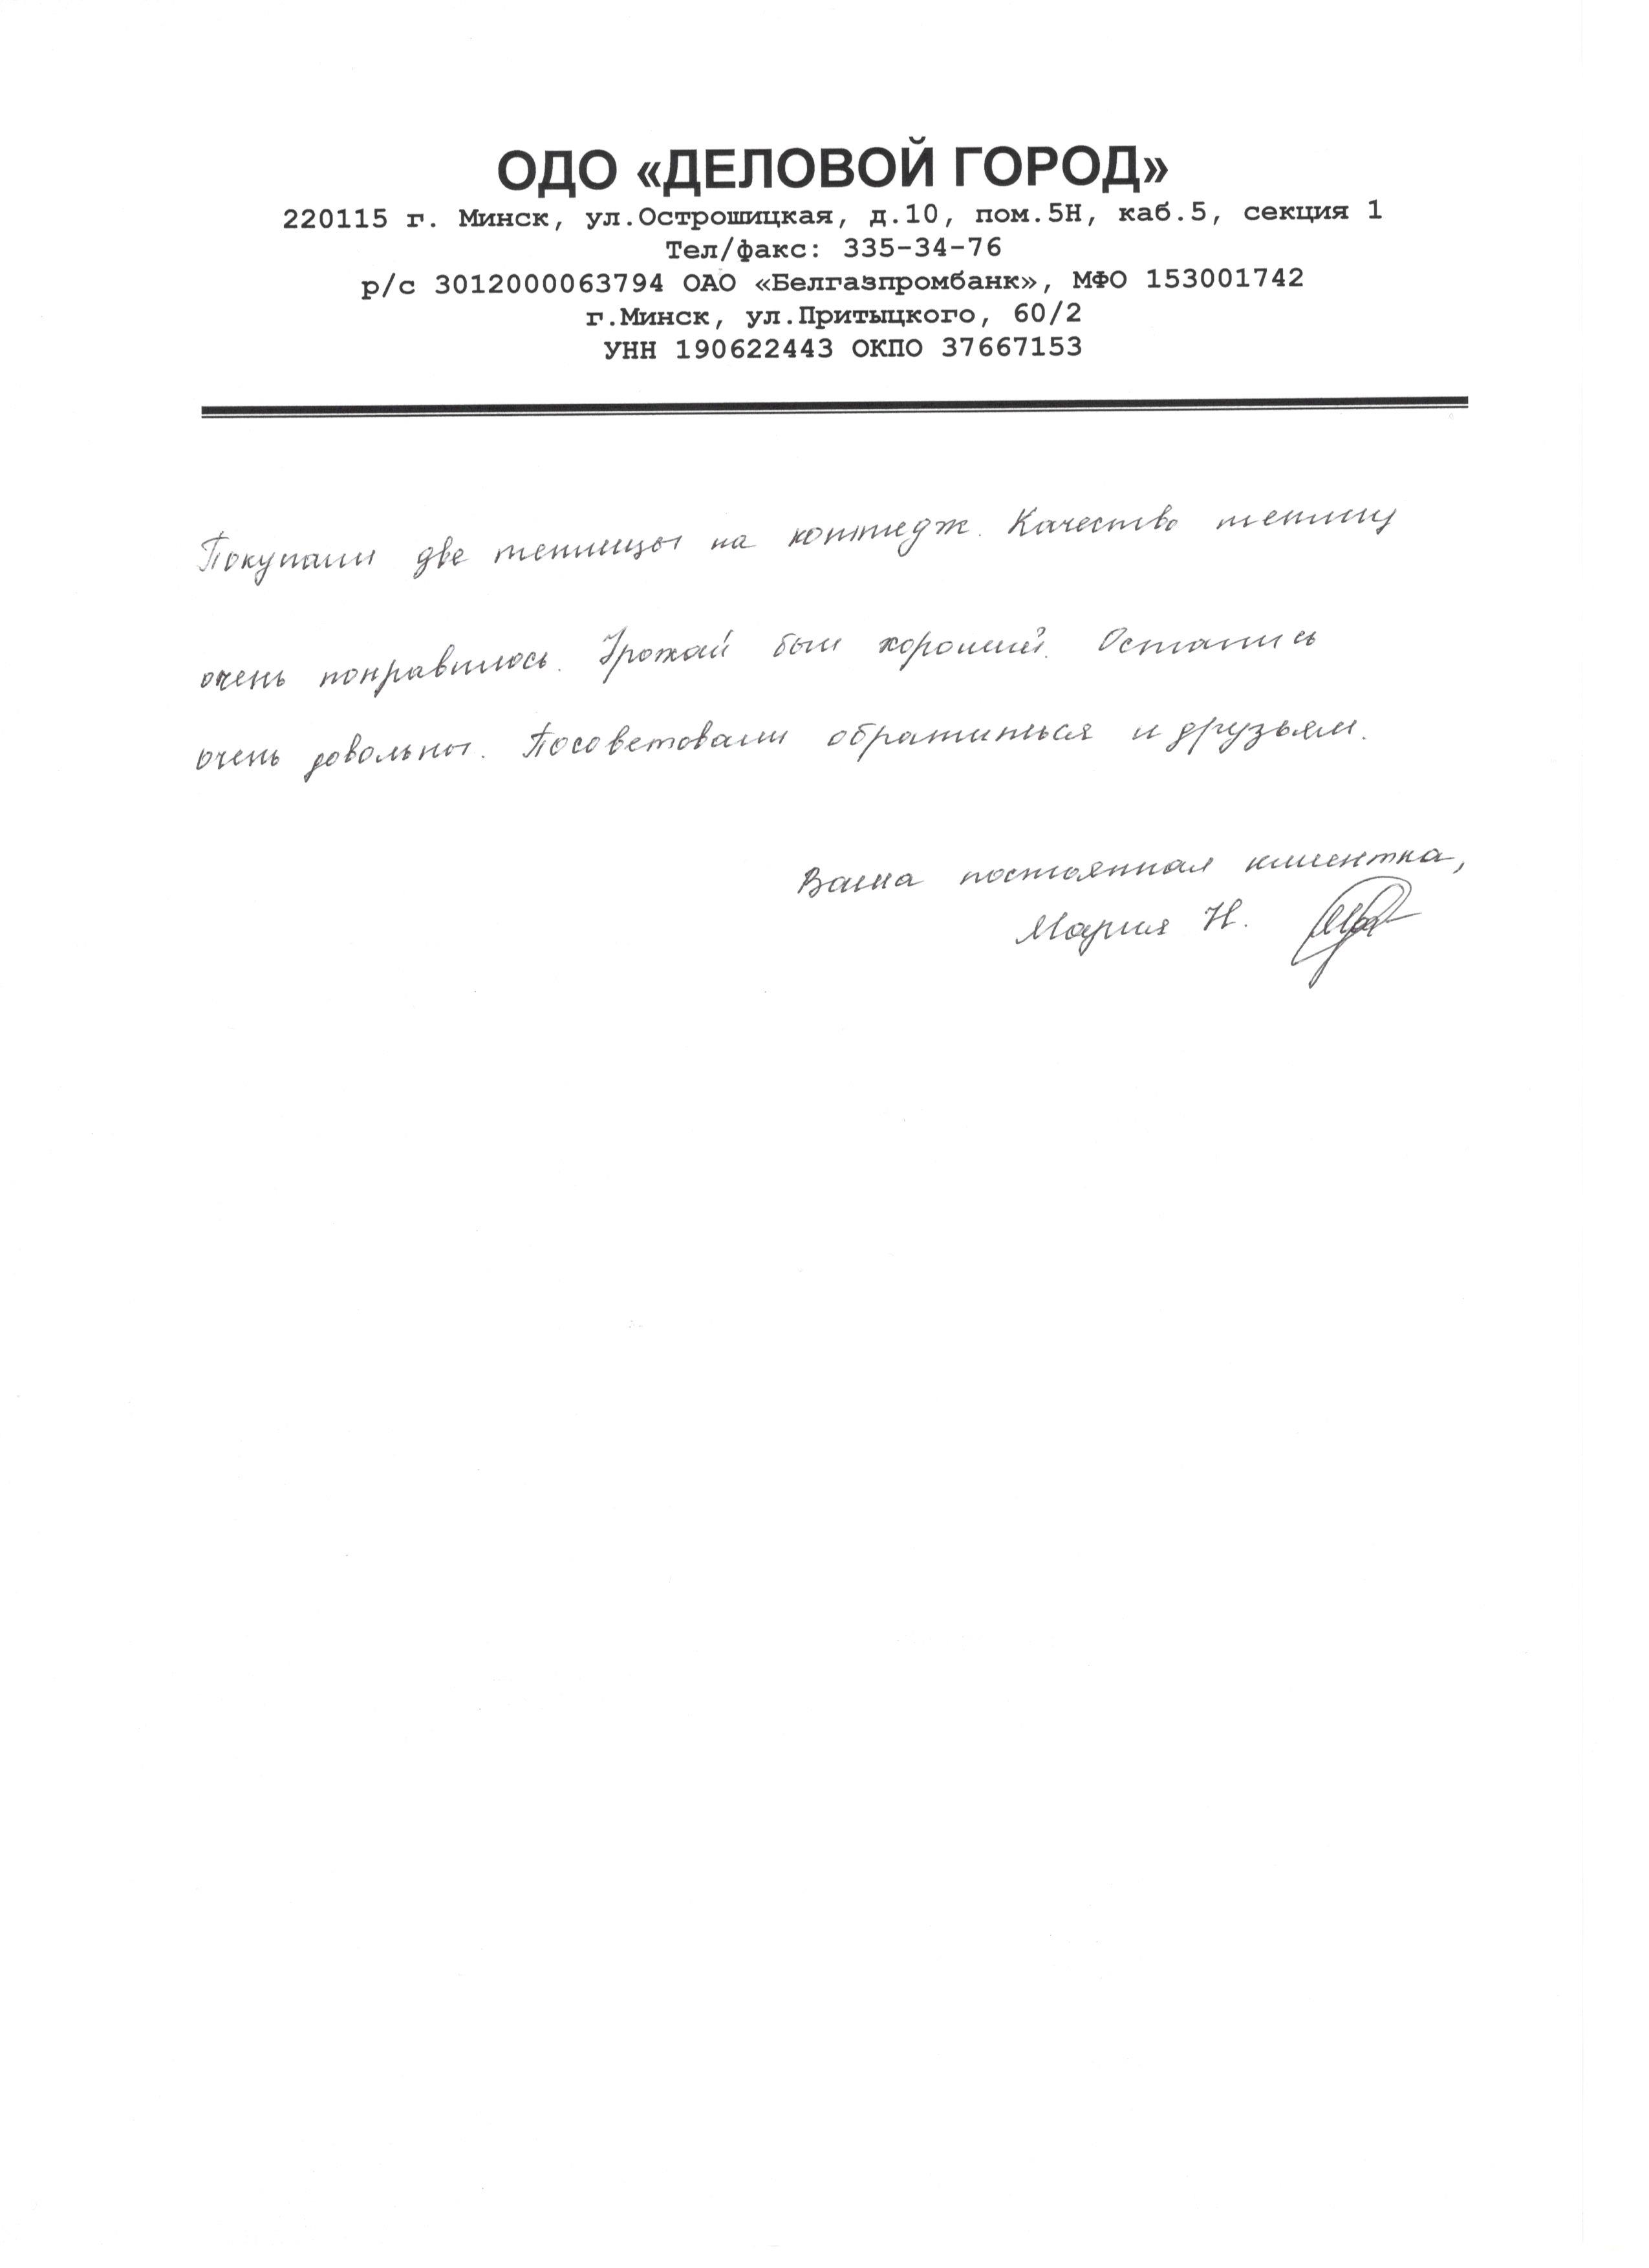 ОДО «ДЕЛОВОЙ ГОРОД»
220115 г. Минск, ул.Острошицкая, д.10, пом.5Н, каб.5, секция 1
Тел/факс: 335-34-76
р/с 3012000063794 ОАО «Белгазпромбанк», МФО 153001742
г.Минск, ул.Притыцкого, 60/2
УНН 190622443 ОКПО 37667153
Покупали две теплицы на коттедж. Качество теплиц
очень понравилось. Урожай был хороший. Остались
очень довольны. Посоветовали обратиться и друзьям.
Ваша постоянная клиентка,
Мария Н.